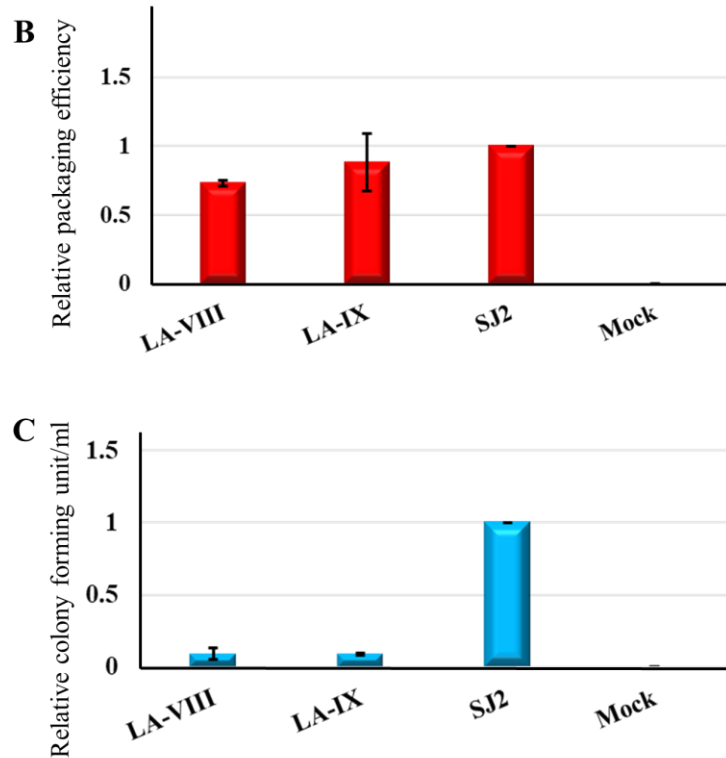 B
Relative packaging efficiency
1.5
1
0.5
0
LA-VIII
LA-IX
SJ2
Mock
C
Relative colony forming unit/ml
1.5
1
0.5
0
LA-VIII
LA-IX
SJ2
Mock